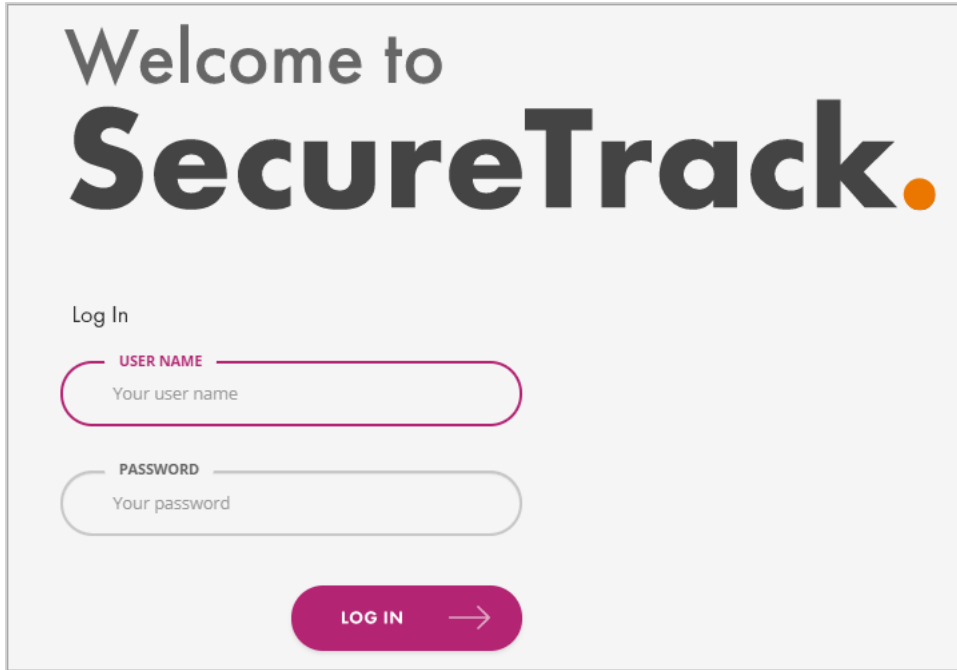 Welcome to
SecureTrack.
Log In
USER NAME
Your user name
PASSWORD
Your password
LOG IN